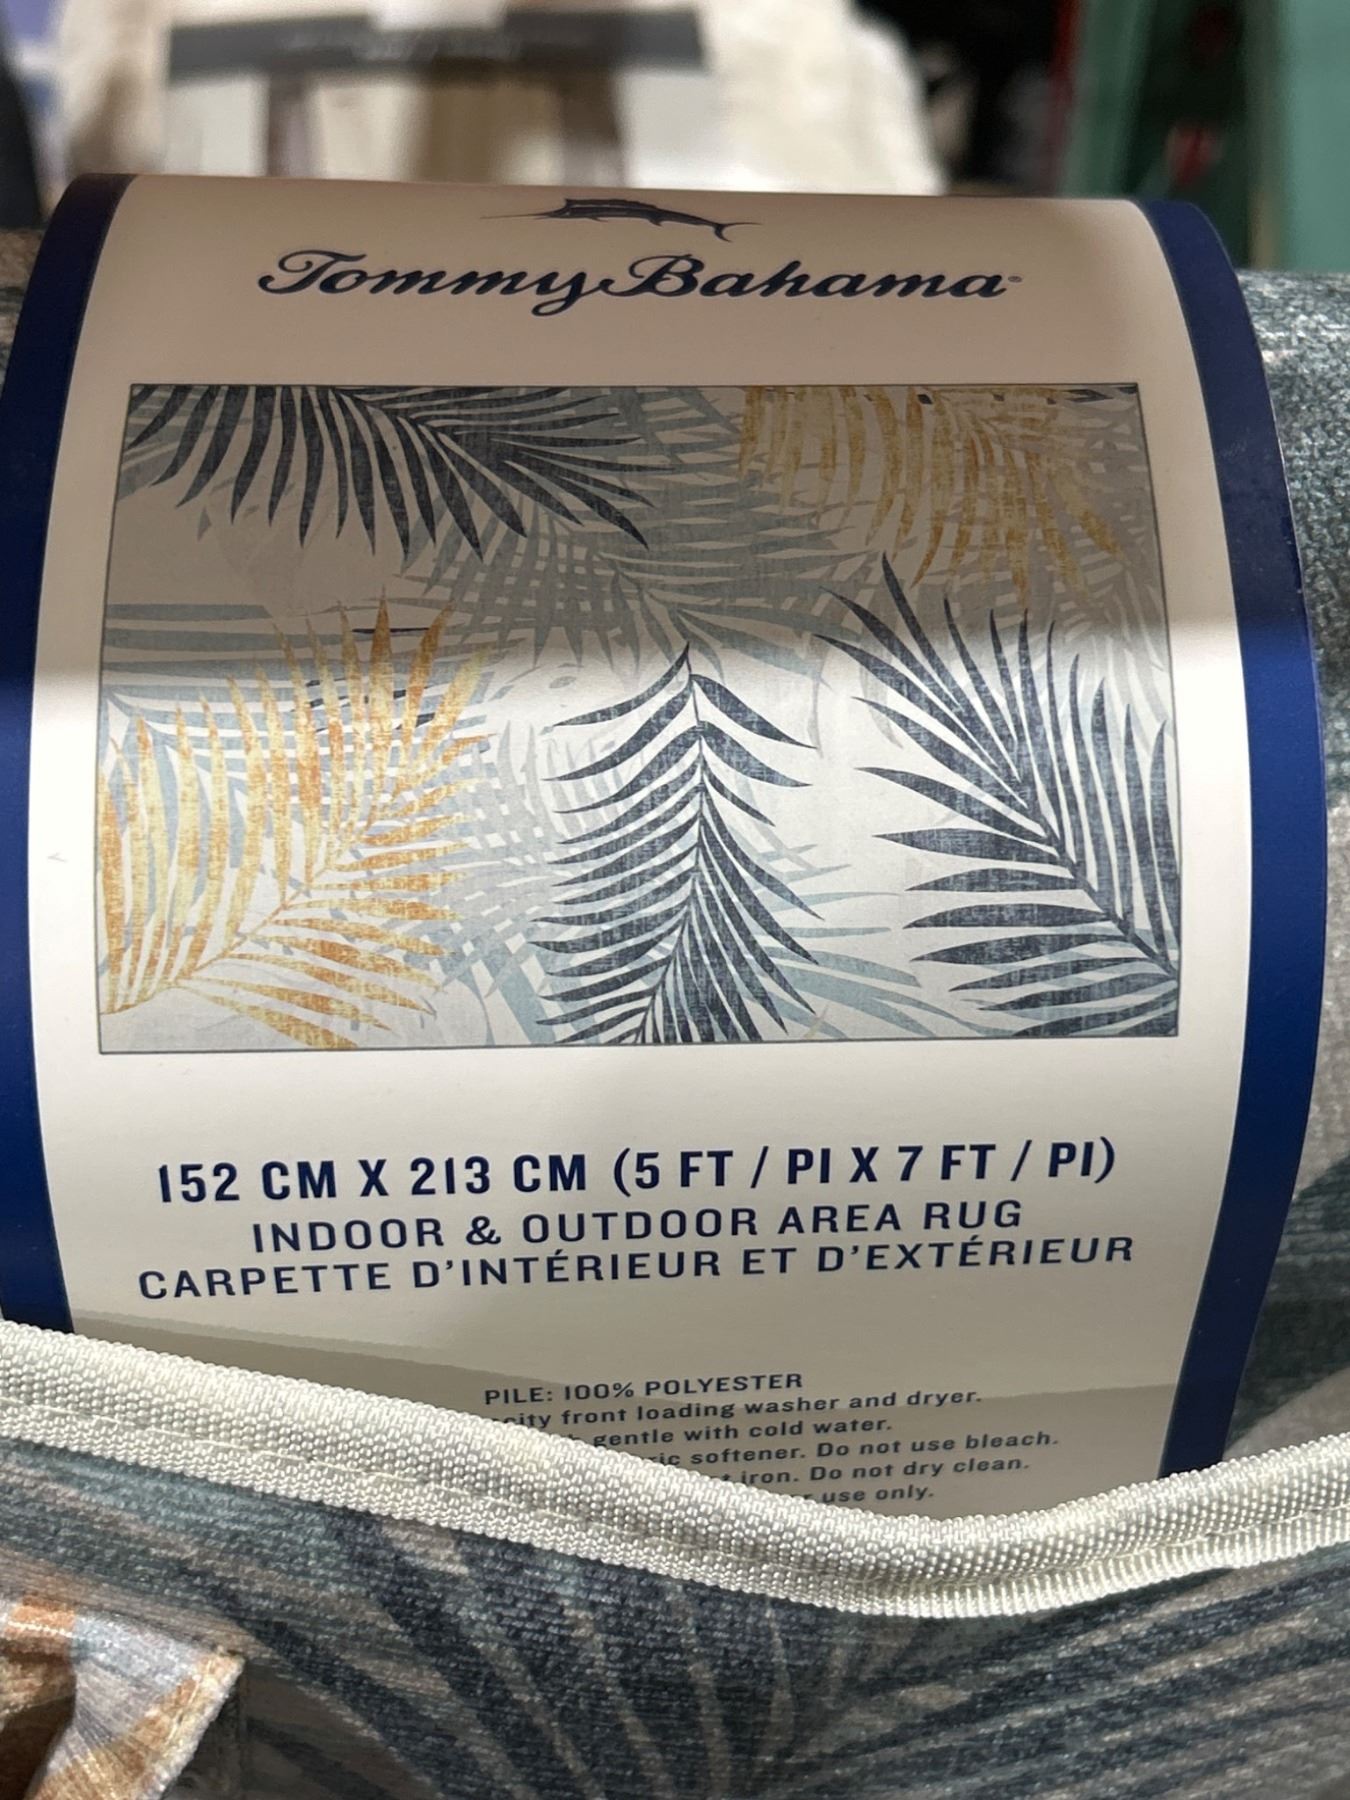 Tommy Bahama
152 CM X 213 CM (5 FT / PI X 7 FT / PI)
INDOOR & OUTDOOR AREA RUG
CARPETTE D'INTÉRIEUR ET D'EXTÉRIEUR
PILE: 100% POLYESTER
front loading washer and dryer.
gentle with cold water.
softener. Do not use bleach.
iron. Do not dry clean.
use only.